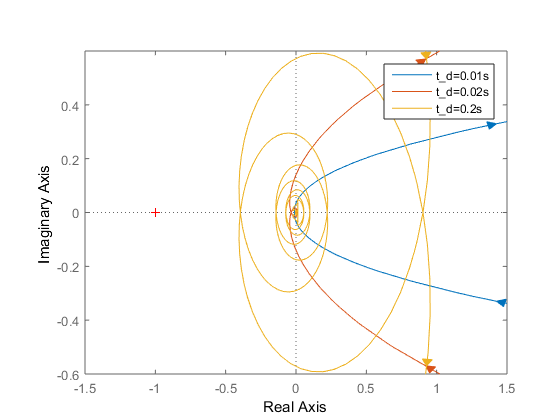 t_d=0.01s
t_d=0.02s
t_d=0.2s
0.4
0.2
0
-0.2
-0.4
-0.6
Imaginary Axis
-1.5 -1 -0.5 0 0.5 1 1.5
Real Axis